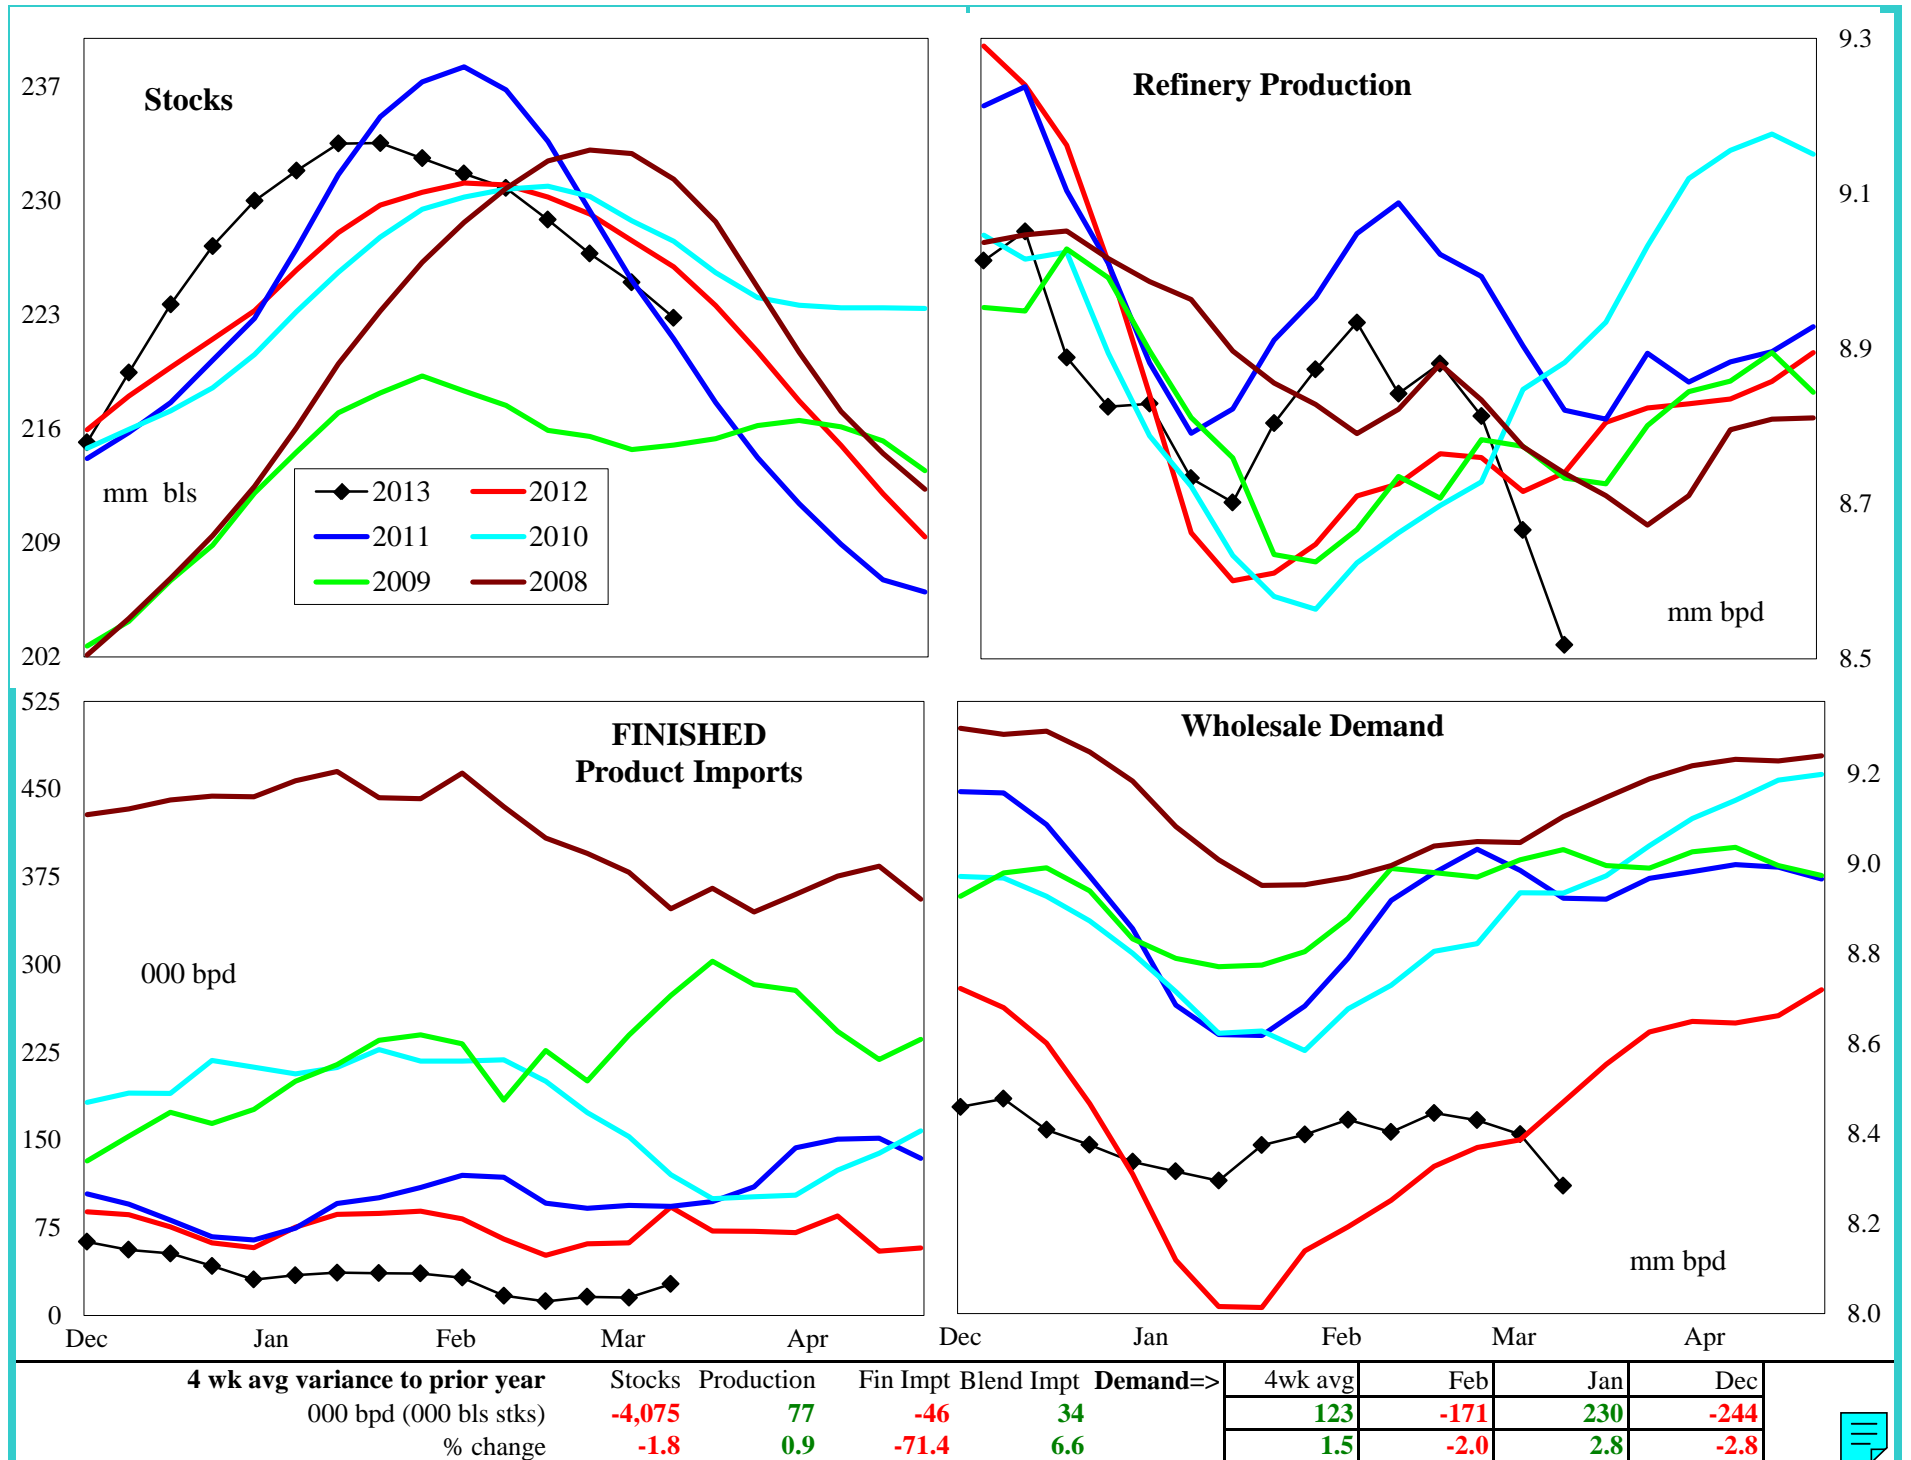 Stocks
237
230
223
216
209
202
mm bls
2013
2012
2011
2010
2009
2008
Refinery Production
9.3
9.1
8.9
8.7
8.5
mm bpd
FINISHED
Product Imports
525
450
375
300
225
150
75
0
000 bpd
Dec Jan Feb Mar Apr
Wholesale Demand
9.2
9.0
8.8
8.6
8.4
8.2
8.0
mm bpd
Dec Jan Feb Mar Apr
4 wk avg variance to prior year Stocks Production Fin Impt Blend Impt Demand=> 4wk avg Feb Jan Dec
000 bpd (000 bls stks) -4,075 77 -46 34 123 -171 230 -244
% change -1.8 0.9 -71.4 6.6 1.5 -2.0 2.8 -2.8